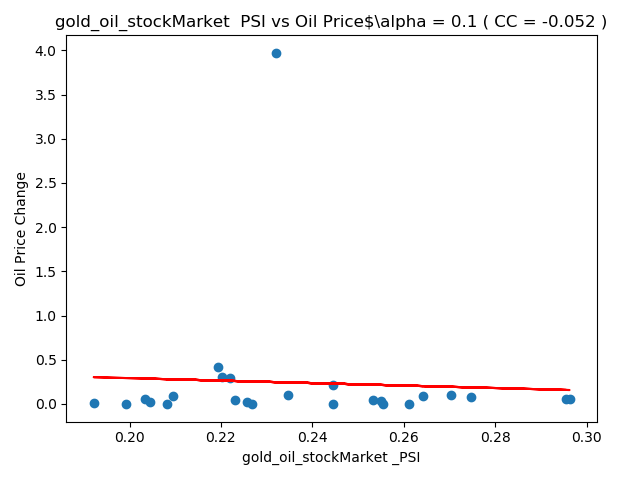 gold_oil_stockMarket  PSI vs Oil Price$\alpha = 0.1 ( CC = -0.052 )
4.0
3.5
3.0
2.5
2.0
1.5
1.0
0.5
0.0
Oil Price Change
0.20 0.22 0.24 0.26 0.28 0.30
gold_oil_stockMarket _PSI